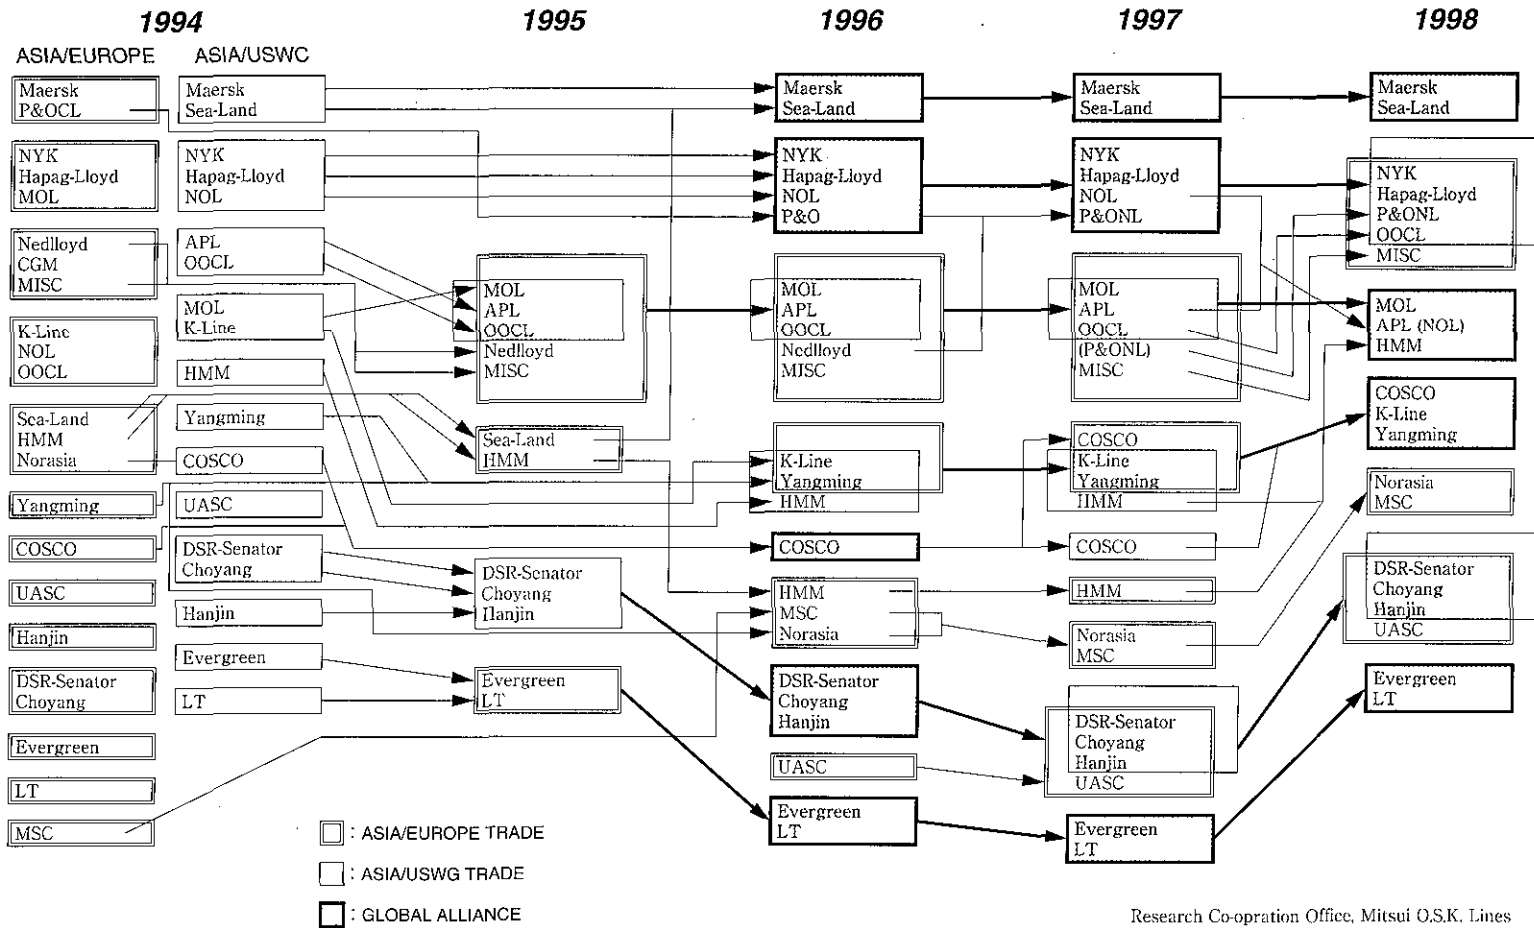 1994
1995
1996
1997
1998
ASIA/EUROPE
ASIA/USWC
Maersk
P&OCL
NYK
Hapag-Lloyd
MOL
Nedlloyd
CGM
MISC
K-Line
NOL
OOCL
Sea-Land
HMM
Norasia
Yangming
COSCO
UASC
Hanjin
DSR-Senator
Choyang
Evergreen
LT
MSC
Maersk
Sea-Land
NYK
Hapag-Lloyd
NOL
APL
OOCL
MOL
K-Line
HMM
Yangming
COSCO
UASC
DSR-Senator
Choyang
Hanjin
Evergreen
LT
MOL
APL
OOCL
Nedlloyd
MISC
Sea-Land
HMM
DSR-Senator
Choyang
Hanjin
Evergreen
LT
Maersk
Sea-Land
NYK
Hapag-Lloyd
NOL
P&O
MOL
APL
OOCL
Nedlloyd
MISC
K-Line
Yangming
HMM
COSCO
HMM
MSC
Norasia
DSR-Senator
Choyang
Hanjin
UASC
Evergreen
LT
Maersk
Sea-Land
NYK
Hapag-Lloyd
NOL
P&ONL
MOL
APL
OOCL
(P&ONL)
MISC
COSCO
K-Line
Yangming
HMM
COSCO
HMM
Norasia
MSC
DSR-Senator
Choyang
Hanjin
UASC
Evergreen
LT
Maersk
Sea-Land
NYK
Hapag-Lloyd
P&ONL
OOCL
MISC
MOL
APL (NOL)
HMM
COSCO
K-Line
Yangming
Norasia
MSC
DSR-Senator
Choyang
Hanjin
UASC
Evergreen
LT
: ASIA/EUROPE TRADE
: ASIA/USWG TRADE
: GLOBAL ALLIANCE
Research Co-opration Office, Mitsui O.S.K. Lines